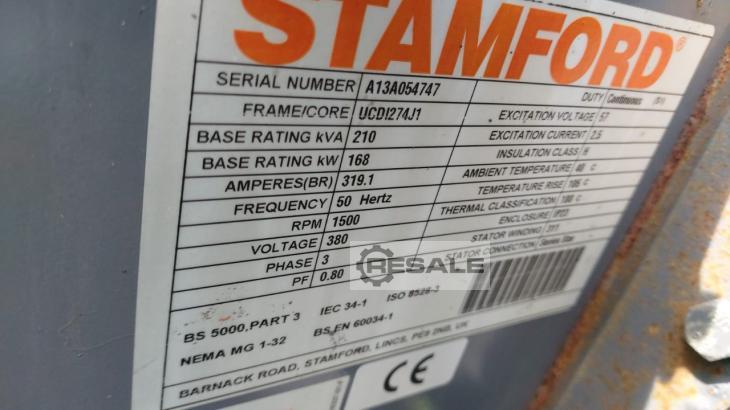 STAMFORD®
SERIAL NUMBER A13A054747
FRAME/CORE UCDI274J1
BASE RATING kVA 210
BASE RATING kW 168
AMPERES(BR) 319.1
FREQUENCY 50 Hertz
RPM 1500
VOLTAGE 380
PHASE 3
PF 0.80
DUTY Continuous (S1)
EXCITATION VOLTAGE 57
EXCITATION CURRENT 2.5
INSULATION CLASS H
AMBIENT TEMPERATURE 40 C
TEMPERATURE RISE 105 C
THERMAL CLASSIFICATION 180 C
ENCLOSURE IP23
STATOR WINDING 311
STATOR CONNECTION Series Star
RESALE
BS 5000.PART 3 IEC 34-1 ISO 8528-3
NEMA MG 1-32 BS EN 60034-1
BARNACK ROAD, STAMFORD, LINCS, PE9 2NB, UK
CE